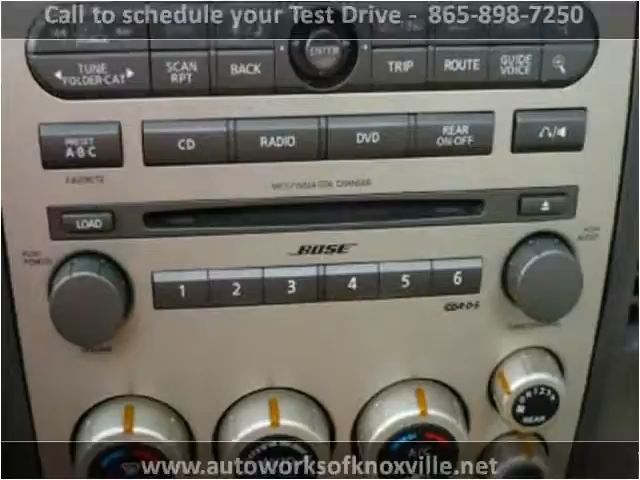 Call to schedule your Test Drive - 865-898-7250
ENTER
TUNE
FOLDER·CAT
SCAN
RPT
BACK
TRIP
ROUTE
GUIDE
VOICE
PRESET
A·B·C
CD
RADIO
DVD
REAR
ON·OFF
FAVORITE
LOAD
BOSE
1 2 3 4 5 6
REAR
A/C
www.autoworksofknoxville.net